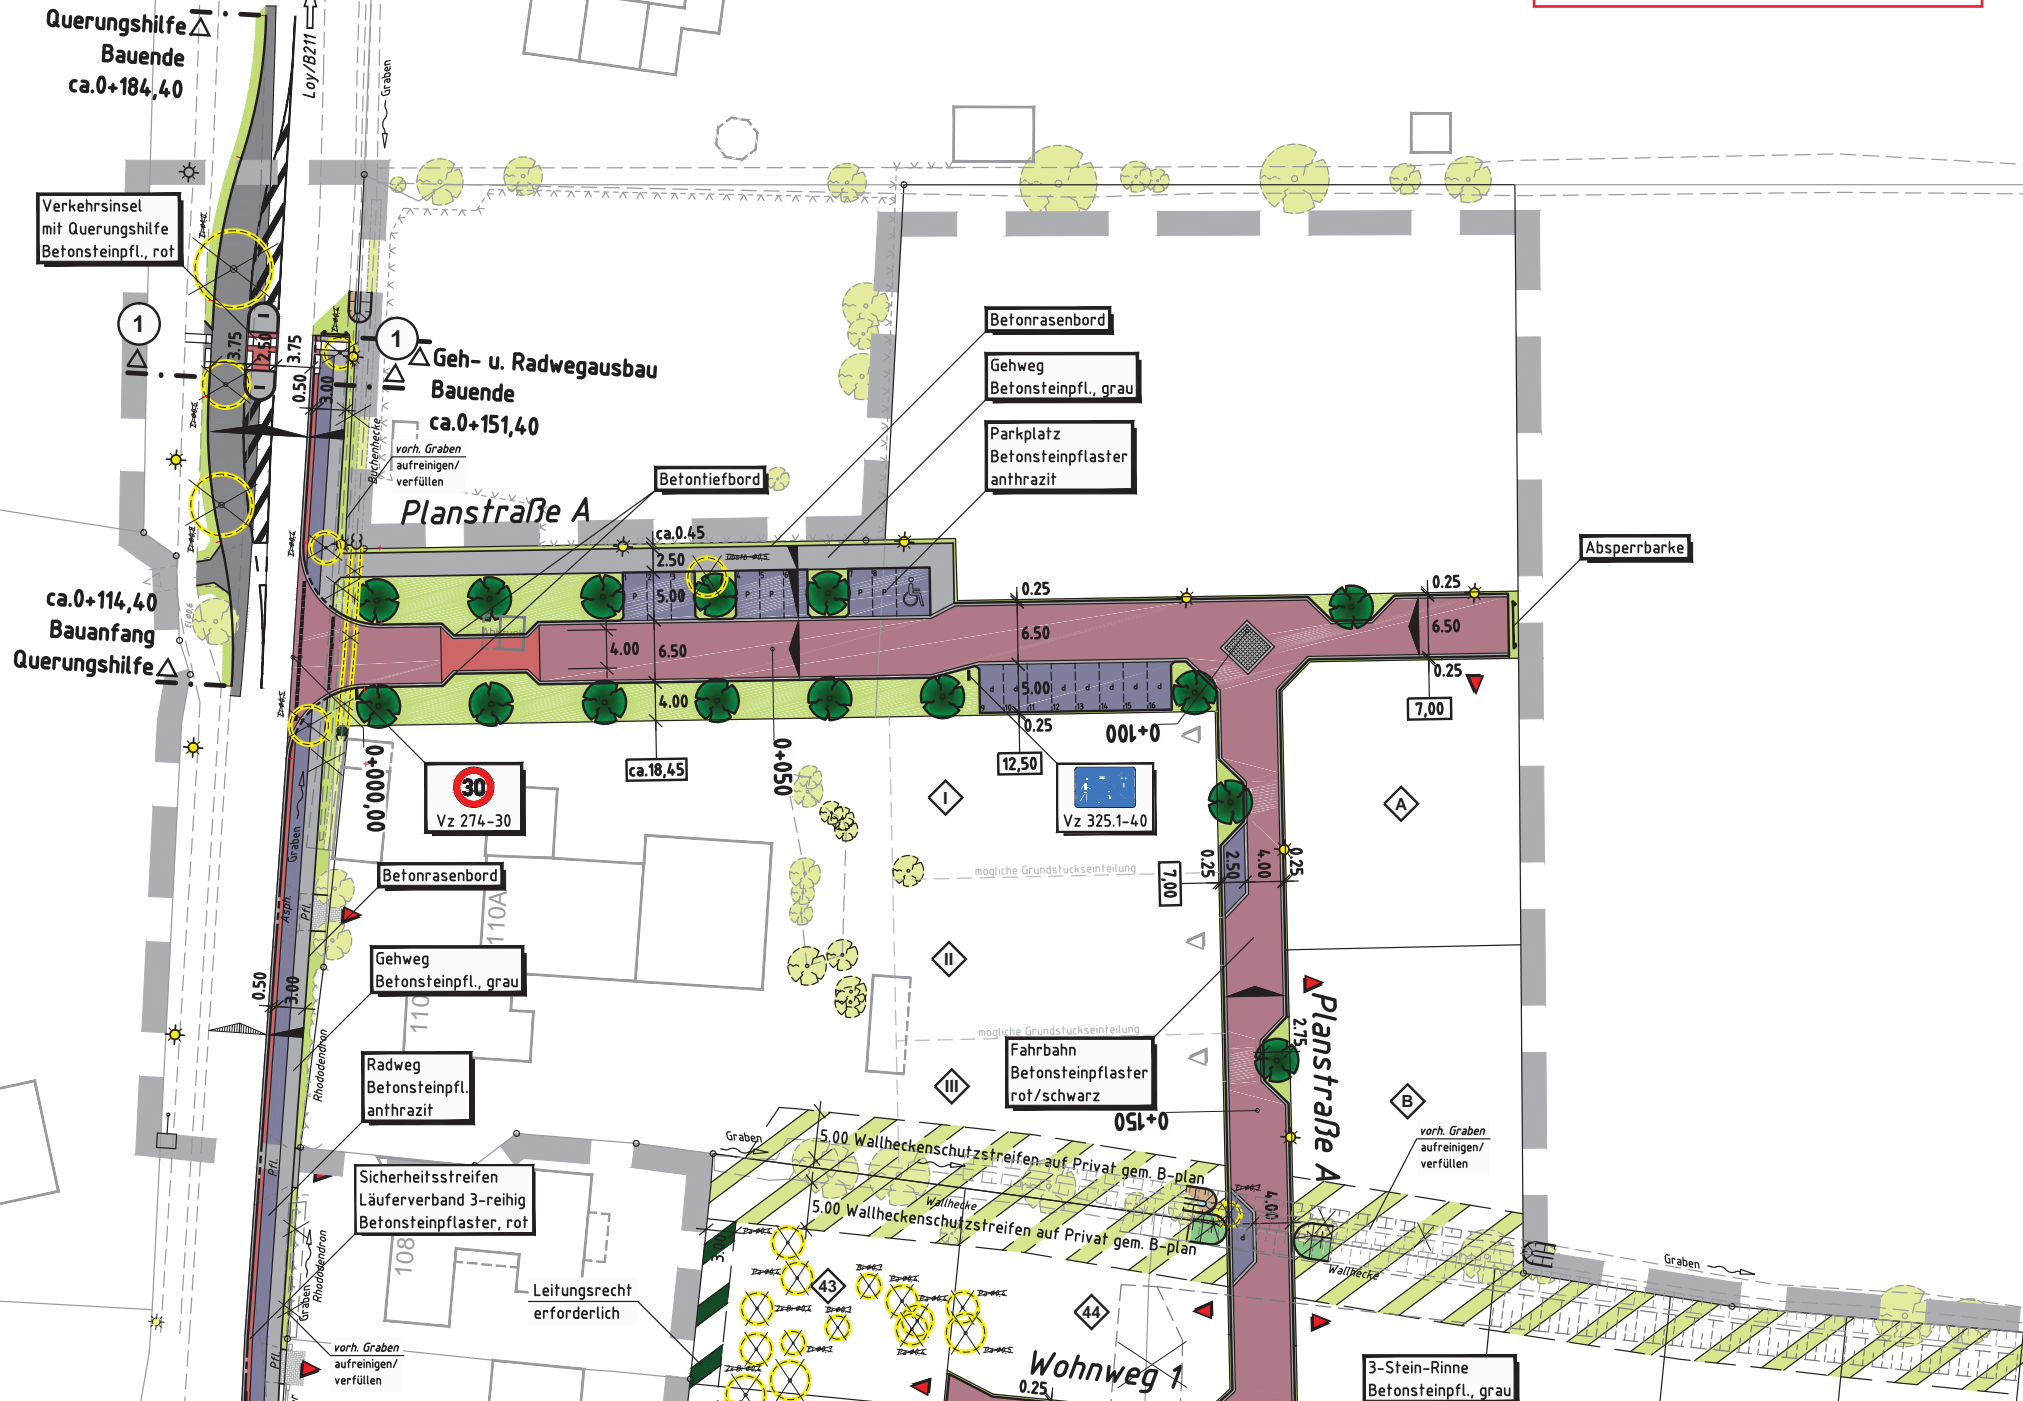 Querungshilfe
Bauende
ca.0+184,40
Loy/B211
Graben
Verkehrsinsel
mit Querungshilfe
Betonsteinpfl., rot
1
1
3.75
2.50
3.75
0.50
3.00
Geh- u. Radwegausbau
Bauende
ca.0+151,40
Buchenhecke
vorh. Graben
aufreinigen/
verfüllen
Betonrasenbord
Gehweg
Betonsteinpfl., grau
Parkplatz
Betonsteinpflaster
anthrazit
Betontiefbord
Planstraße A
ca.0.45
2.50
5.00
4.00
6.50
4.00
ca.18,45
Absperrbarke
0.25
6.50
5.00
0.25
12,50
0.25
6.50
0.25
7,00
ca.0+114,40
Bauanfang
Querungshilfe
0+000,00
0+050
0+100
30
Vz 274-30
Vz 325.1-40
I
A
mögliche Grundstückseinteilung
7,00
0.25
2.50
4.00
0.25
Graben
Asph.
Pfl.
Betonrasenbord
110A
Gehweg
Betonsteinpfl., grau
110
II
0.50
3.00
mögliche Grundstückseinteilung
Rhododendron
Radweg
Betonsteinpfl.
anthrazit
III
Fahrbahn
Betonsteinpflaster
rot/schwarz
0+150
2.75
Planstraße A
B
vorh. Graben
aufreinigen/
verfüllen
Graben
5.00 Wallheckenschutzstreifen auf Privat gem. B-plan
Wallhecke
5.00 Wallheckenschutzstreifen auf Privat gem. B-plan
4.00
Wallhecke
Graben
Pfl.
Sicherheitsstreifen
Läuferverband 3-reihig
Betonsteinpflaster, rot
108
3.00
Graben
Rhododendron
Leitungsrecht
erforderlich
43
44
vorh. Graben
aufreinigen/
verfüllen
Pfl.
Wohnweg 1
0.25
3-Stein-Rinne
Betonsteinpfl., grau